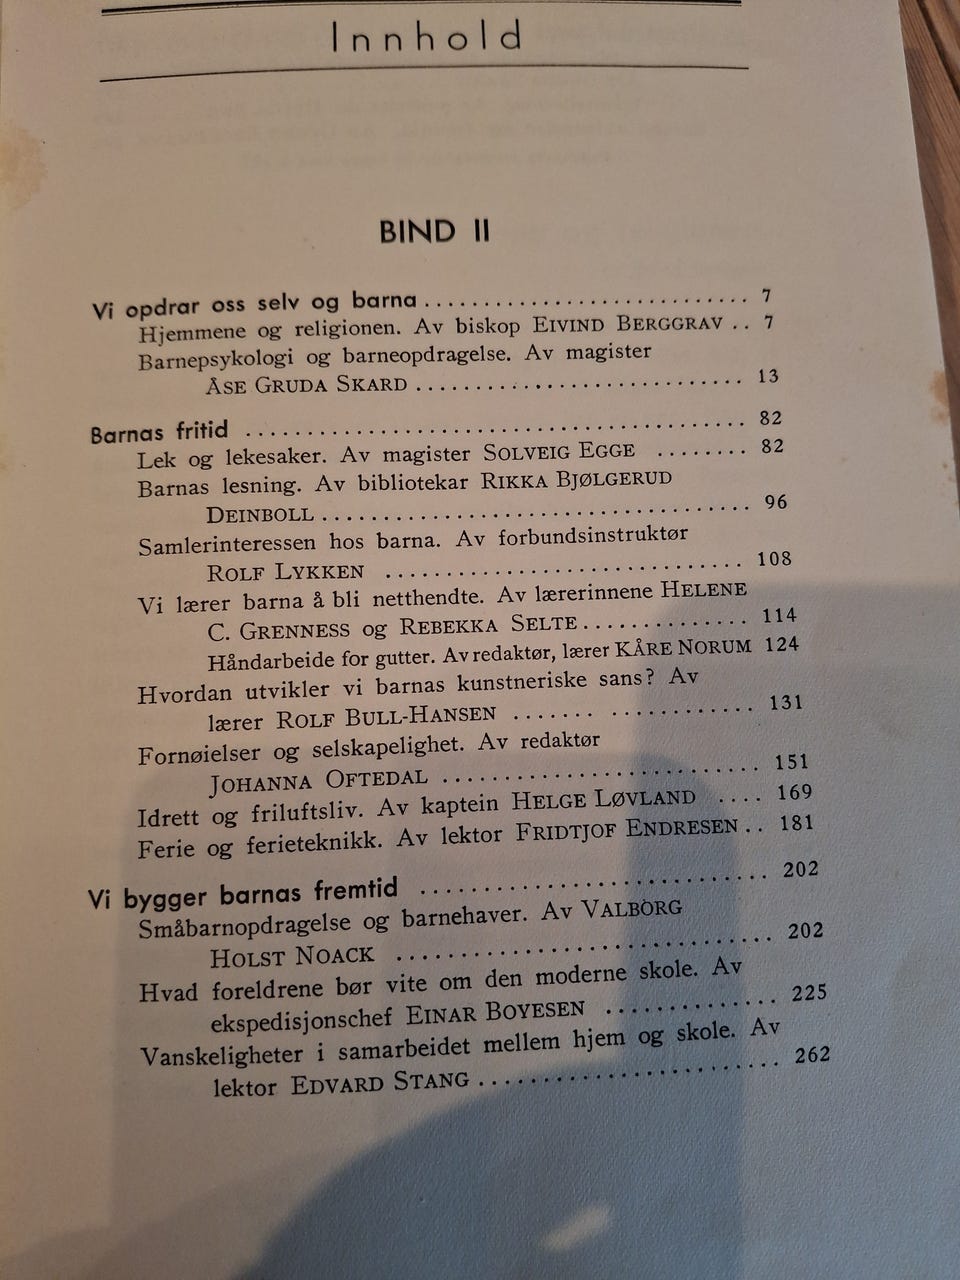 Innhold
BIND II
Vi opdrar oss selv og barna ........................... 7
Hjemmene og religionen. Av biskop EIVIND BERGGRAV .. 7
Barnepsykologi og barneopdragelse. Av magister
ÅSE GRUDA SKARD ............................ 13
Barnas fritid .......................................... 82
Lek og lekesaker. Av magister SOLVEIG EGGE ........ 82
Barnas lesning. Av bibliotekar RIKKA BJØLGERUD
DEINBOLL .................................... 96
Samlerinteressen hos barna. Av forbundsinstruktør
ROLF LYKKEN .............................. 108
Vi lærer barna å bli netthendte. Av lærerinnene HELENE
C. GRENNESS og REBEKKA SELTE .............. 114
Håndarbeide for gutter. Av redaktør, lærer KÅRE NORUM 124
Hvordan utvikler vi barnas kunstneriske sans? Av
lærer ROLF BULL-HANSEN ....... ............ 131
Fornøielser og selskapelighet. Av redaktør
JOHANNA OFTEDAL ........................... 151
Idrett og friluftsliv. Av kaptein HELGE LØVLAND .... 169
Ferie og ferieteknikk. Av lektor FRIDTJOF ENDRESEN .. 181
Vi bygger barnas fremtid ............................. 202
Småbarnopdragelse og barnehaver. Av VALBORG
HOLST NOACK ................................ 202
Hvad foreldrene bør vite om den moderne skole. Av
ekspedisjonschef EINAR BOYESEN .............. 225
Vanskeligheter i samarbeidet mellem hjem og skole. Av
lektor EDVARD STANG ......................... 262